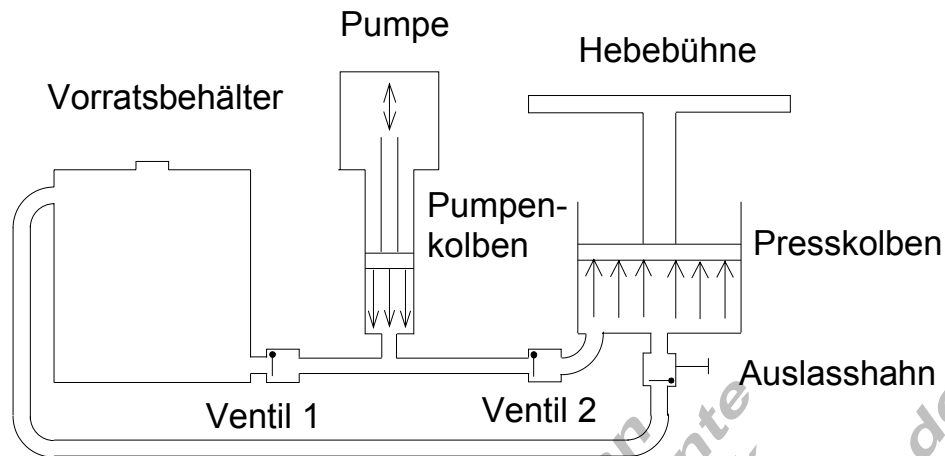 Pumpe
Hebebühne
Vorratsbehälter
Pumpen-
kolben
Presskolben
Auslasshahn
Ventil 1
Ventil 2